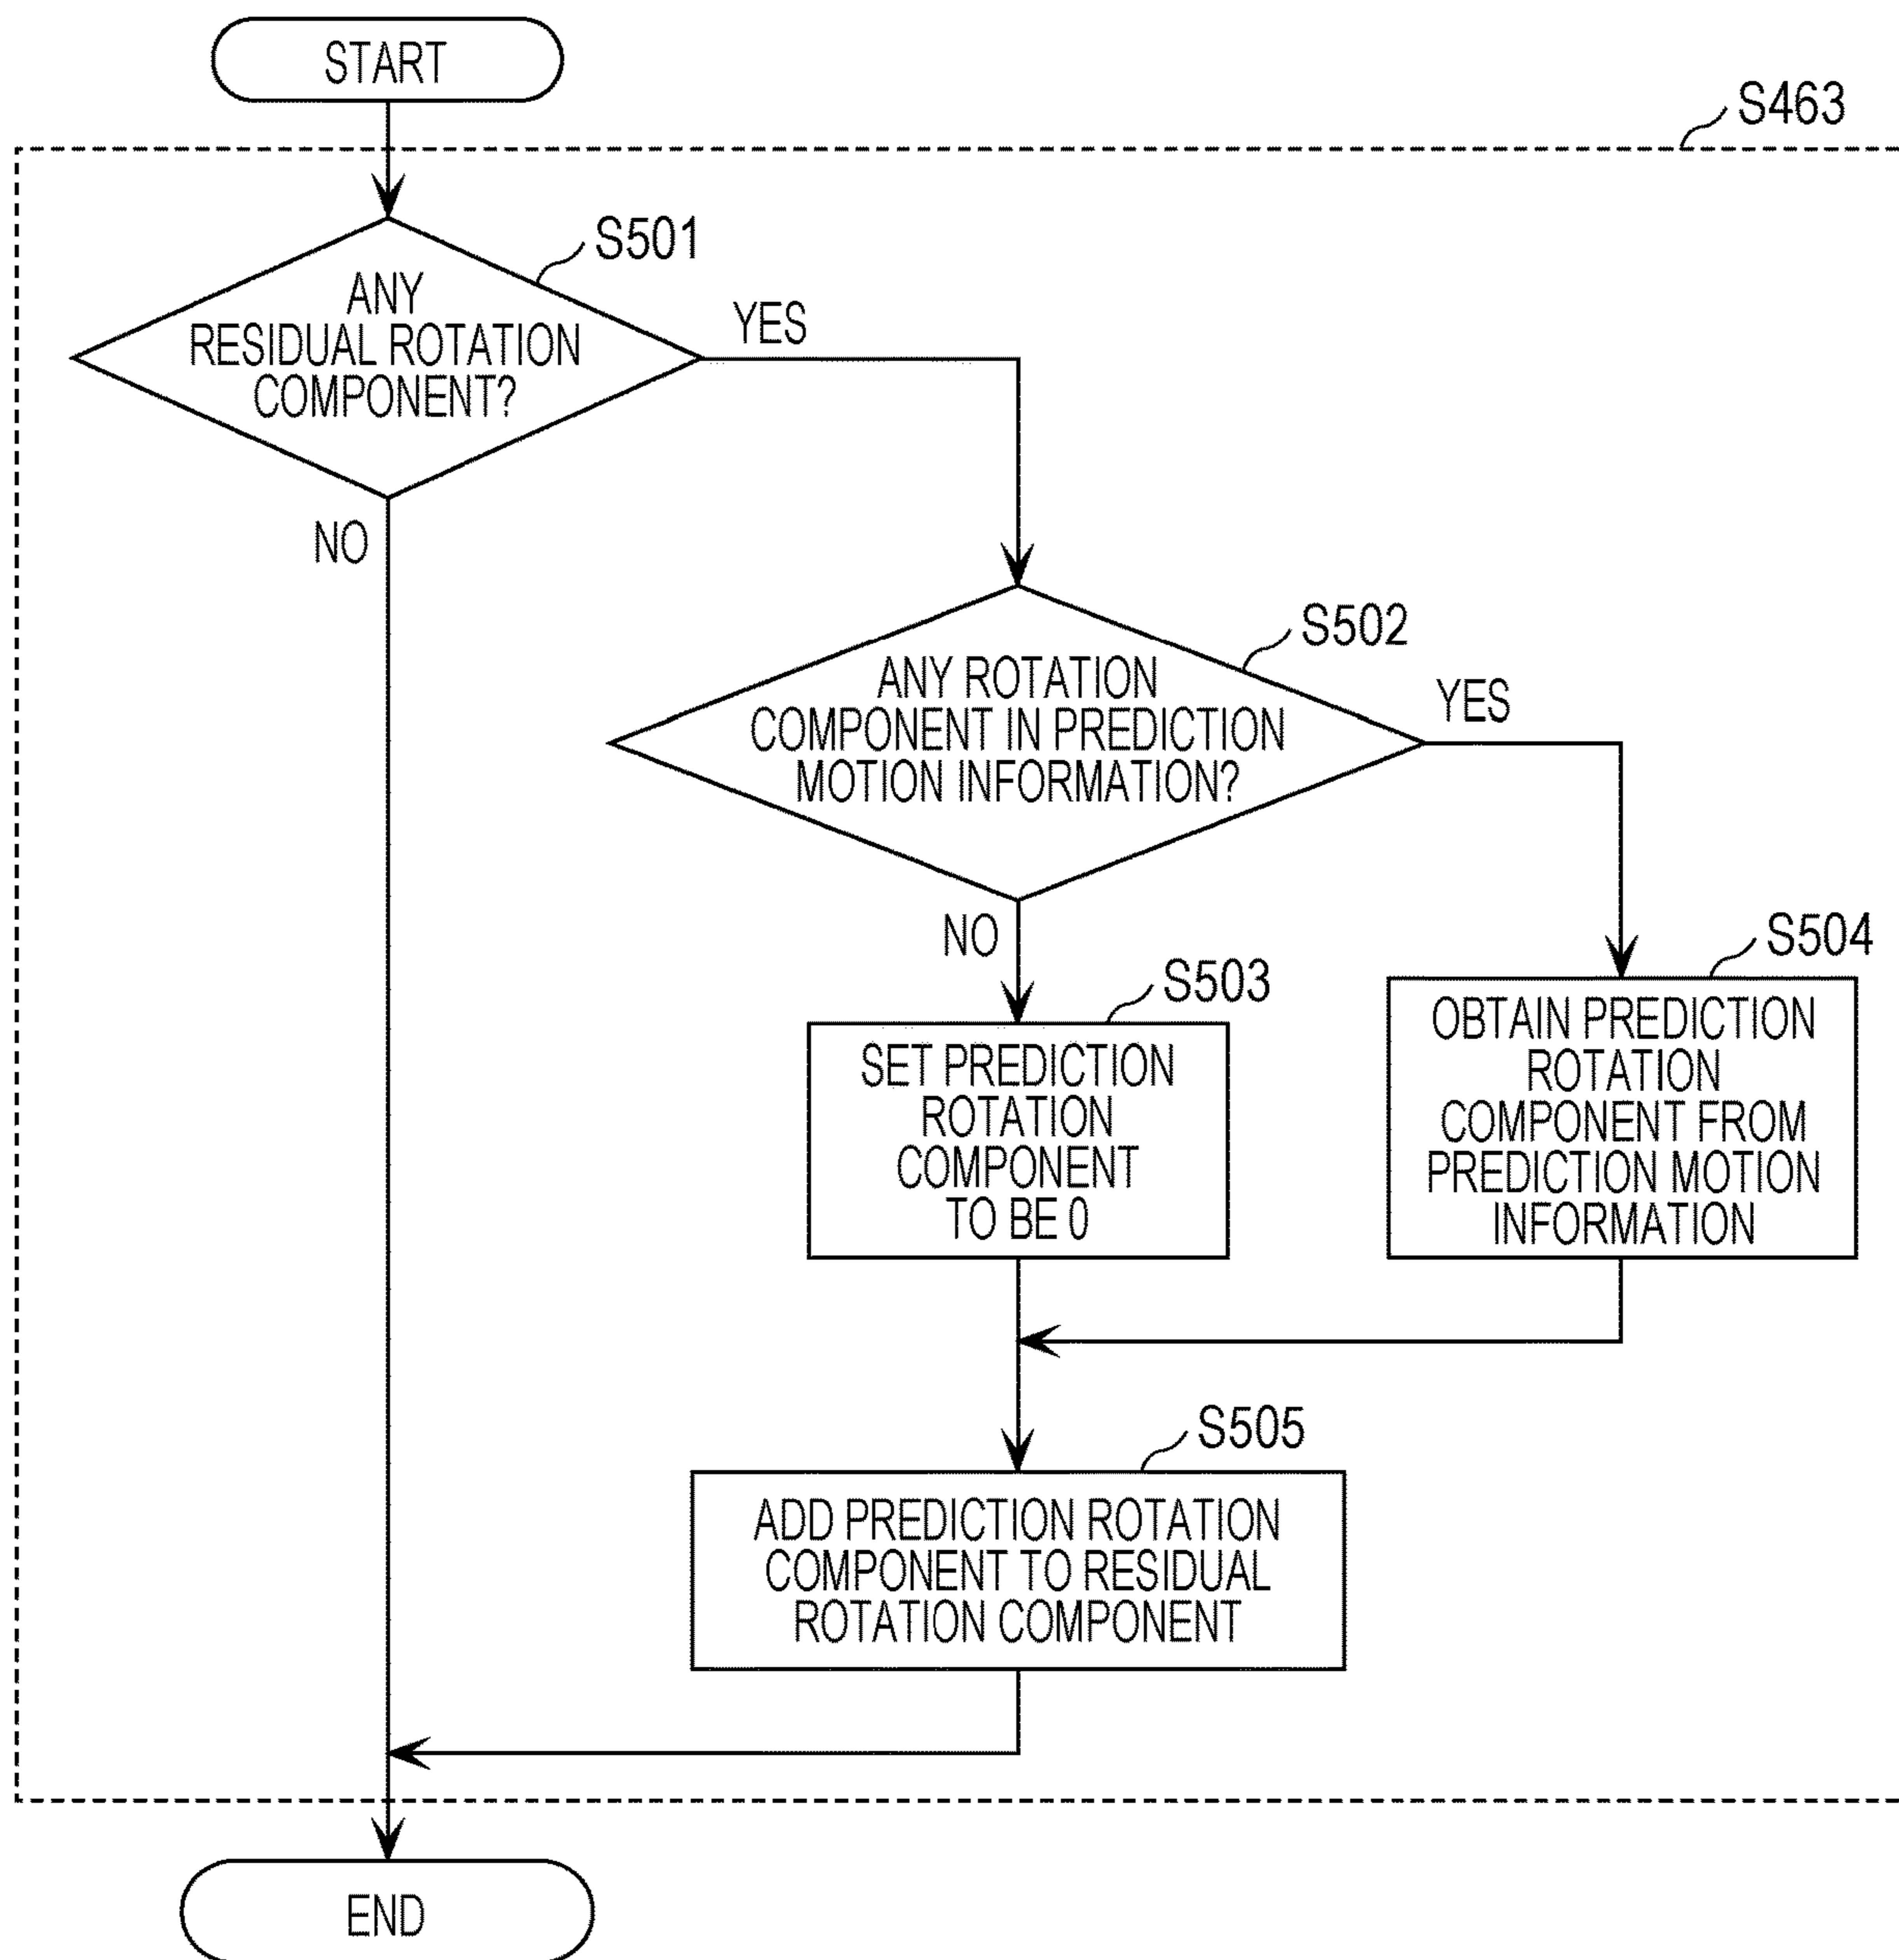 START
S463
S501
ANY
RESIDUAL ROTATION
COMPONENT?
YES
NO
S502
ANY ROTATION
COMPONENT IN PREDICTION
MOTION INFORMATION?
YES
NO
S503
SET PREDICTION
ROTATION
COMPONENT
TO BE 0
S504
OBTAIN PREDICTION
ROTATION
COMPONENT FROM
PREDICTION MOTION
INFORMATION
S505
ADD PREDICTION ROTATION
COMPONENT TO RESIDUAL
ROTATION COMPONENT
END